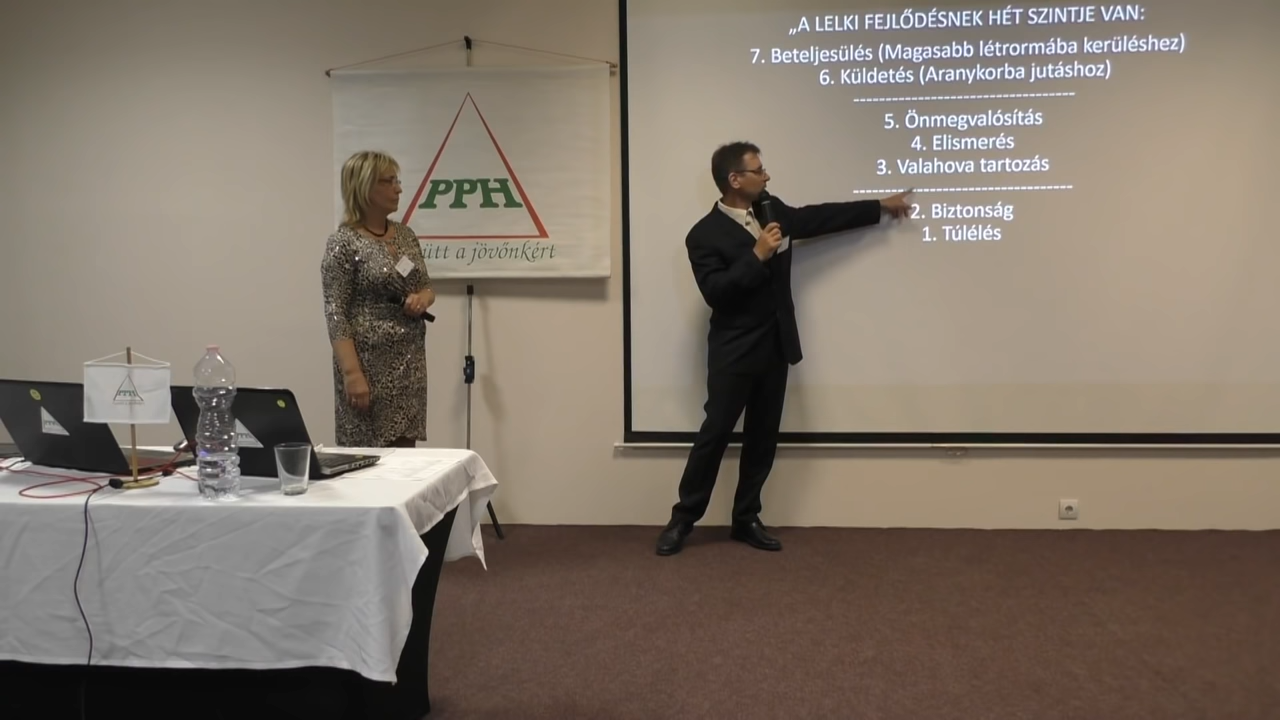 „A LELKI FEJLŐDÉSNEK HÉT SZINTJE VAN:
7. Beteljesülés (Magasabb létrormába kerüléshez)
6. Küldetés (Aranykorba jutáshoz)
5. Önmegvalósítás
4. Elismerés
3. Valahova tartozás
2. Biztonság
1. Túlélés
PPH
ütt a jövőnkért